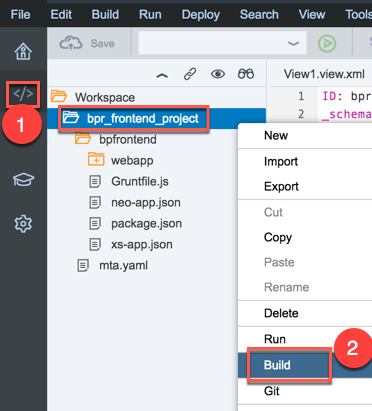 File Edit Build Run Deploy Search View Tools
Save
</>
1
View1.view.xml
Workspace
bpr_frontend_project
bpfrontend
webapp
Gruntfile.js
neo-app.json
package.json
xs-app.json
mta.yaml
1 ID: bpr
2 _schema
New
Import
Export
Cut
Copy
Paste
Rename
Delete
Run
Build
2
Git